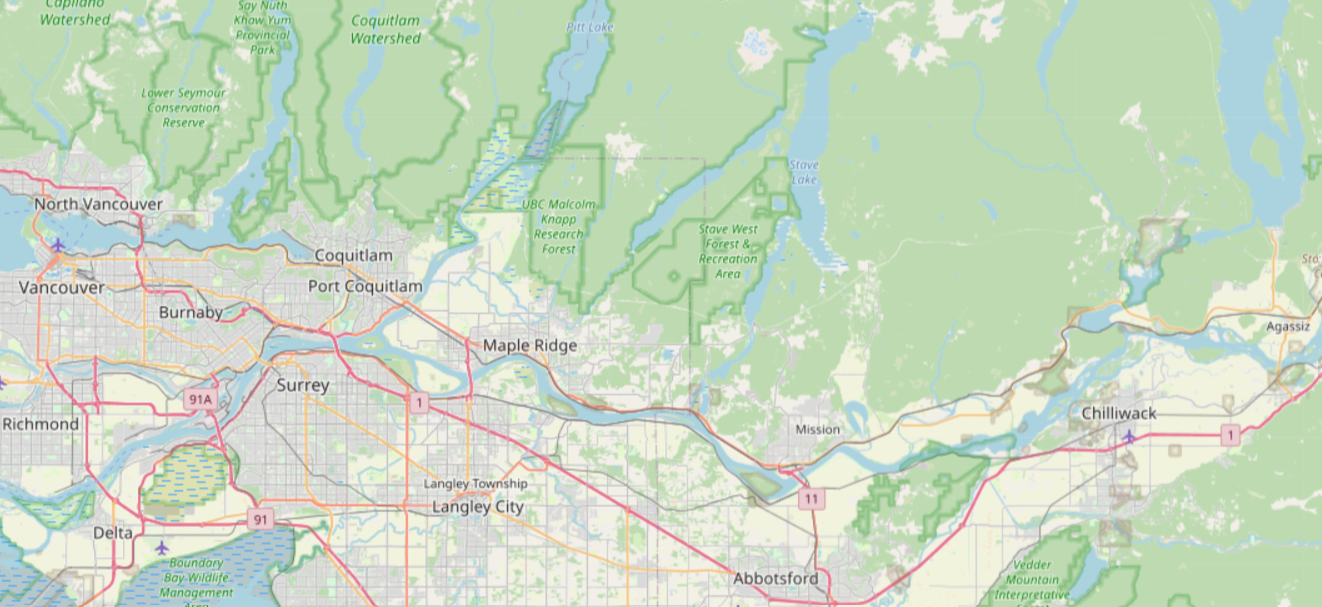 Capilano
Watershed
Say Nuth
Khaw Yum
Provincial
Park
Coquitlam
Watershed
Pitt Lake
Lower Seymour
Conservation
Reserve
Stave
Lake
North Vancouver
UBC Malcolm
Knapp
Research
Forest
Stave West
Forest &
Recreation
Area
Coquitlam
Vancouver
Port Coquitlam
Burnaby
Agassiz
Maple Ridge
Surrey
91A
1
Chilliwack
Richmond
Mission
1
Langley Township
Langley City
11
91
Delta
Boundary
Bay Wildlife
Management
Area
Abbotsford
Vedder
Mountain
Interpretative